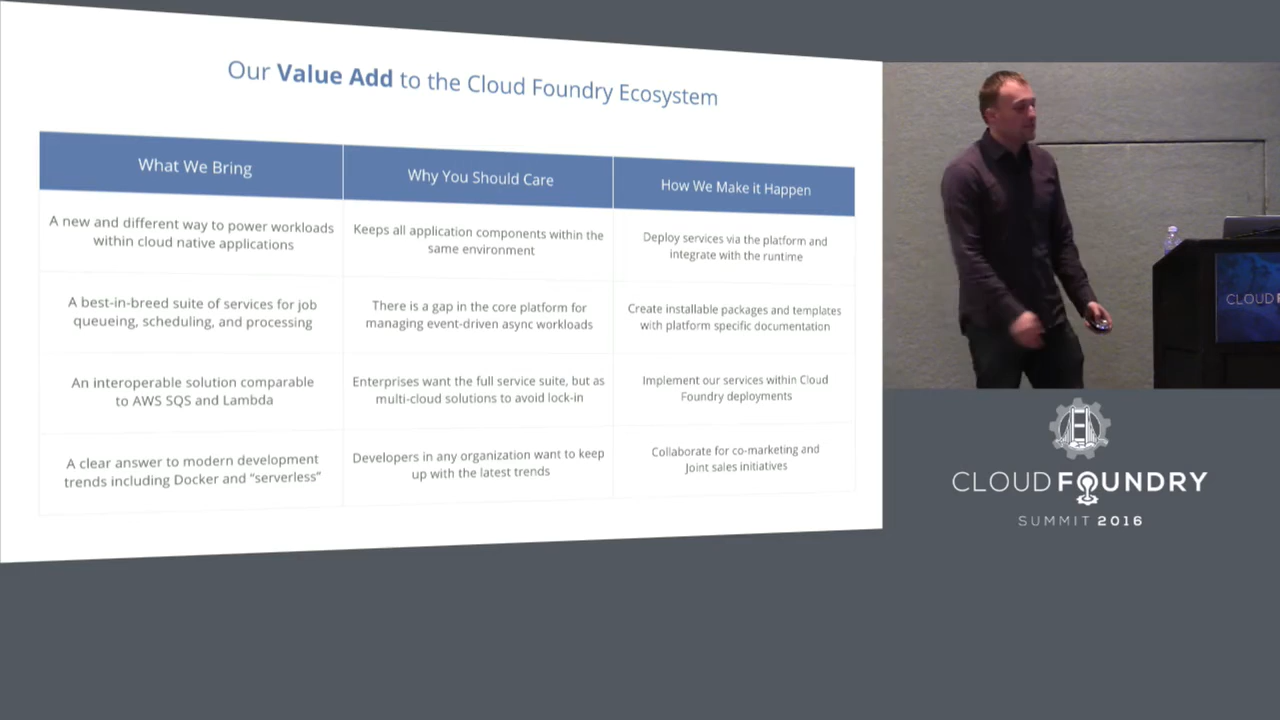 Our Value Add to the Cloud Foundry Ecosystem
What We Bring
Why You Should Care
How We Make it Happen
A new and different way to power workloads
within cloud native applications
Keeps all application components within the
same environment
Deploy services via the platform and
integrate with the runtime
A best-in-breed suite of services for job
queueing, scheduling, and processing
There is a gap in the core platform for
managing event-driven async workloads
Create installable packages and templates
with platform specific documentation
An interoperable solution comparable
to AWS SQS and Lambda
Enterprises want the full service suite, but as
multi-cloud solutions to avoid lock-in
Implement our services within Cloud
Foundry deployments
A clear answer to modern development
trends including Docker and “serverless”
Developers in any organization want to keep
up with the latest trends
Collaborate for co-marketing and
Joint sales initiatives
CLOUD F
CLOUD FOUNDRY
SUMMIT 2016